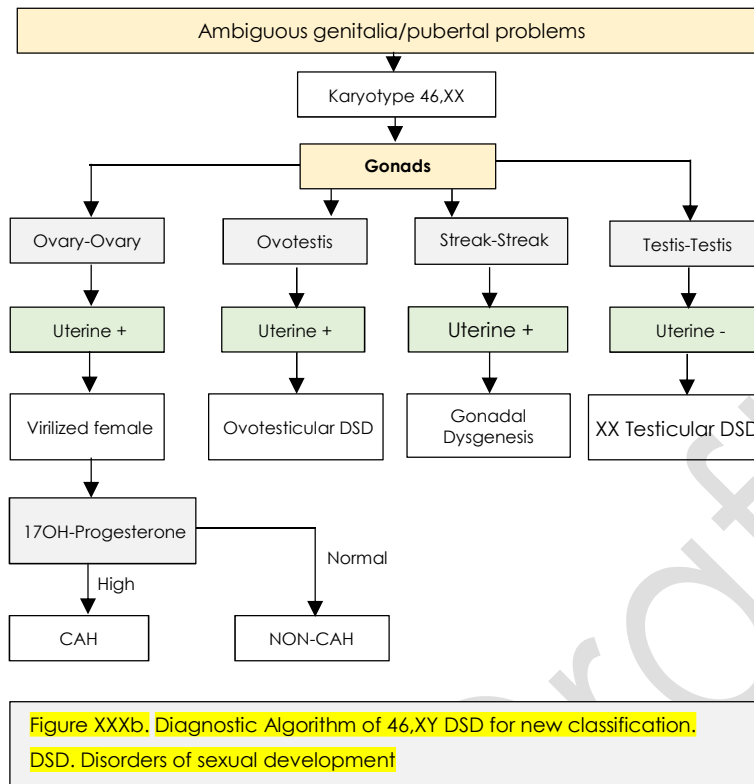 Ambiguous genitalia/pubertal problems
Karyotype 46,XX
Gonads
Ovary-Ovary
Ovotestis
Streak-Streak
Testis-Testis
Uterine +
Uterine +
Uterine +
Uterine -
Virilized female
Ovotesticular DSD
Gonadal
Dysgenesis
XX Testicular DSD
17OH-Progesterone
Normal
High
CAH
NON-CAH
Figure XXXb. Diagnostic Algorithm of 46,XY DSD for new classification.
DSD. Disorders of sexual development